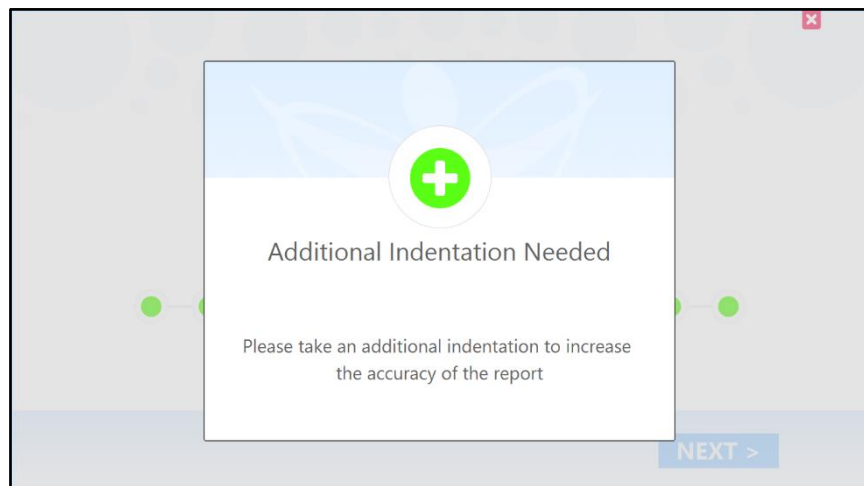 Additional Indentation Needed
Please take an additional indentation to increase
the accuracy of the report
NEXT >